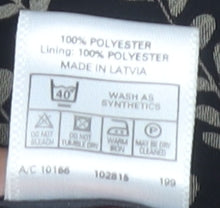 100% POLYESTER
Lining: 100% POLYESTER
MADE IN LATVIA
40° WASH AS
SYNTHETICS
DO NOT BLEACH
DO NOT TUMBLE DRY
WARM IRON
P MAY BE DRY CLEANED
A/C 10166 102815 199